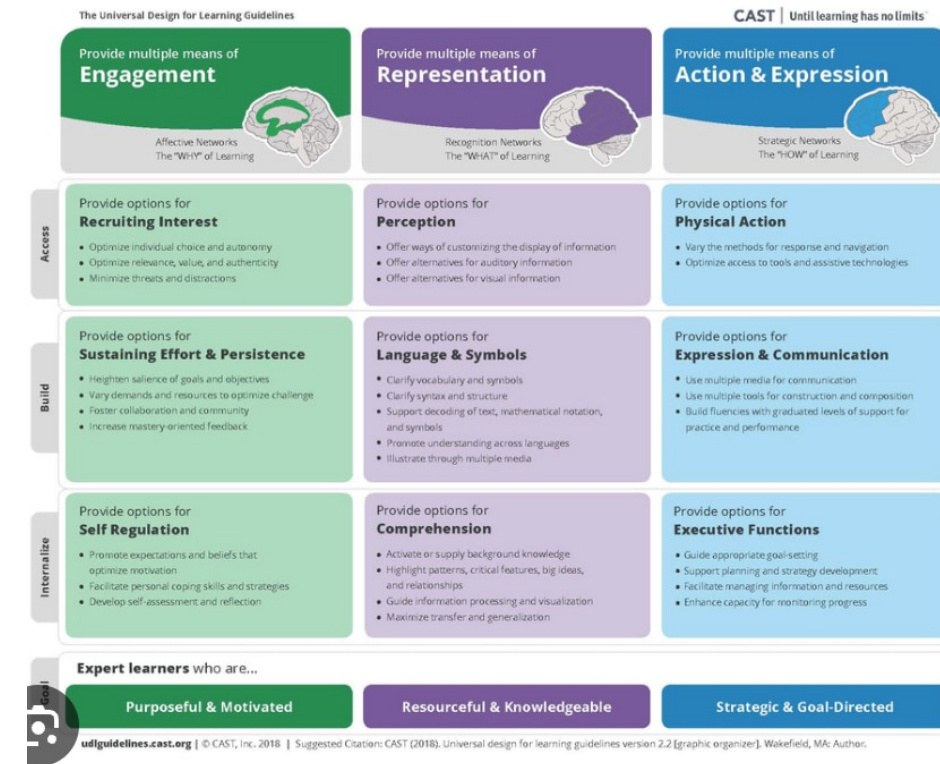 The Universal Design for Learning Guidelines
CAST | Until learning has no limits
Provide multiple means of
Engagement
Affective Networks
The "WHY" of Learning
Provide multiple means of
Representation
Recognition Networks
The "WHAT" of Learning
Provide multiple means of
Action & Expression
Strategic Networks
The "HOW" of Learning
Access
Provide options for
Recruiting Interest
• Optimize individual choice and autonomy
• Optimize relevance, value, and authenticity
• Minimize threats and distractions
Provide options for
Perception
• Offer ways of customizing the display of information
• Offer alternatives for auditory information
• Offer alternatives for visual information
Provide options for
Physical Action
• Vary the methods for response and navigation
• Optimize access to tools and assistive technologies
Build
Provide options for
Sustaining Effort & Persistence
• Heighten salience of goals and objectives
• Vary demands and resources to optimize challenge
• Foster collaboration and community
• Increase mastery-oriented feedback
Provide options for
Language & Symbols
• Clarify vocabulary and symbols
• Clarify syntax and structure
• Support decoding of text, mathematical notation,
and symbols
• Promote understanding across languages
• Illustrate through multiple media
Provide options for
Expression & Communication
• Use multiple media for communication
• Use multiple tools for construction and composition
• Build fluencies with graduated levels of support for
practice and performance
Internalize
Provide options for
Self Regulation
• Promote expectations and beliefs that
optimize motivation
• Facilitate personal coping skills and strategies
• Develop self-assessment and reflection
Provide options for
Comprehension
• Activate or supply background knowledge
• Highlight patterns, critical features, big ideas,
and relationships
• Guide information processing and visualization
• Maximize transfer and generalization
Provide options for
Executive Functions
• Guide appropriate goal-setting
• Support planning and strategy development
• Facilitate managing information and resources
• Enhance capacity for monitoring progress
Goal
Expert learners who are...
Purposeful & Motivated
Resourceful & Knowledgeable
Strategic & Goal-Directed
udlguidelines.cast.org | © CAST, Inc. 2018 | Suggested Citation: CAST (2018). Universal design for learning guidelines version 2.2 [graphic organizer]. Wakefield, MA: Author.